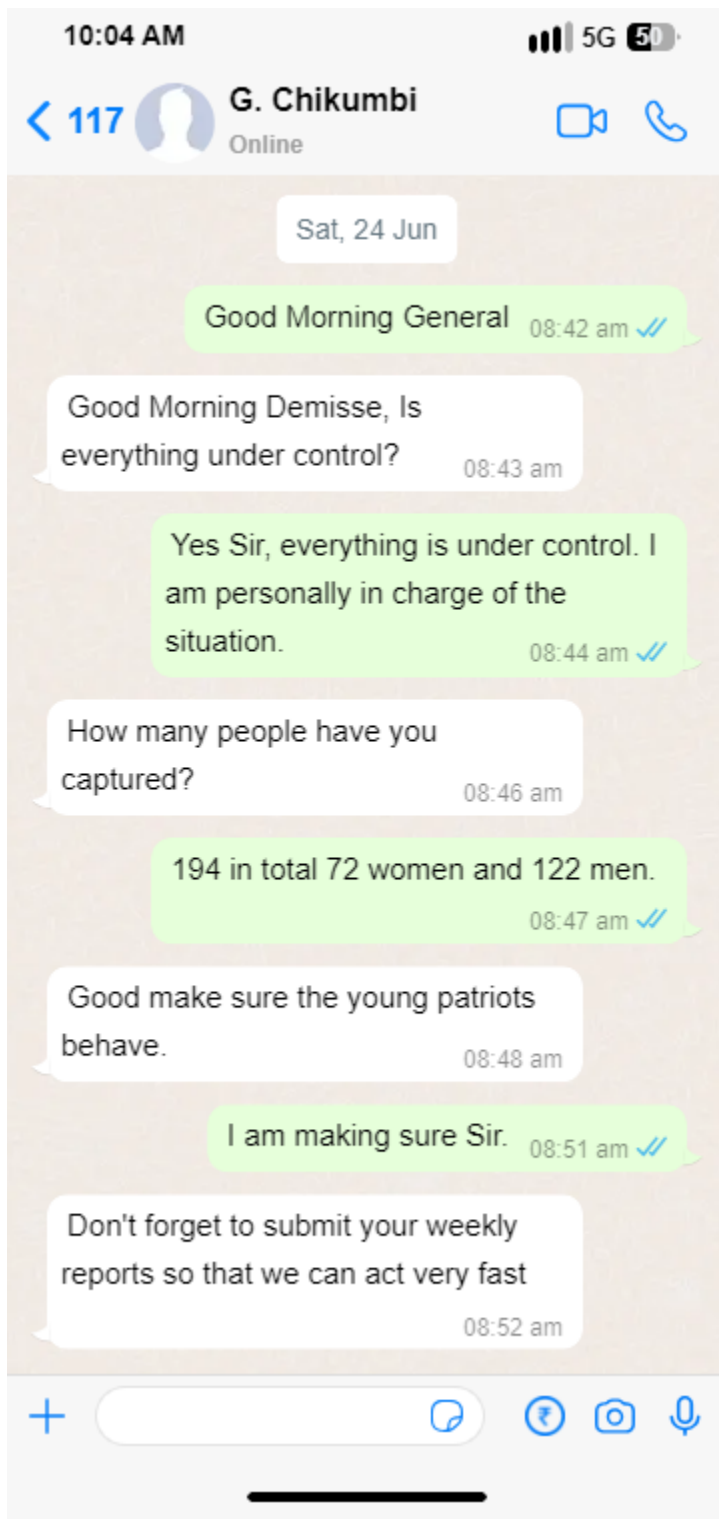 10:04 AM 5G 50
117 G. Chikumbi
Online
Sat, 24 Jun
Good Morning General 08:42 am
Good Morning Demisse, Is
everything under control? 08:43 am
Yes Sir, everything is under control. I
am personally in charge of the
situation. 08:44 am
How many people have you
captured? 08:46 am
194 in total 72 women and 122 men.
08:47 am
Good make sure the young patriots
behave. 08:48 am
I am making sure Sir. 08:51 am
Don't forget to submit your weekly
reports so that we can act very fast
08:52 am
₹